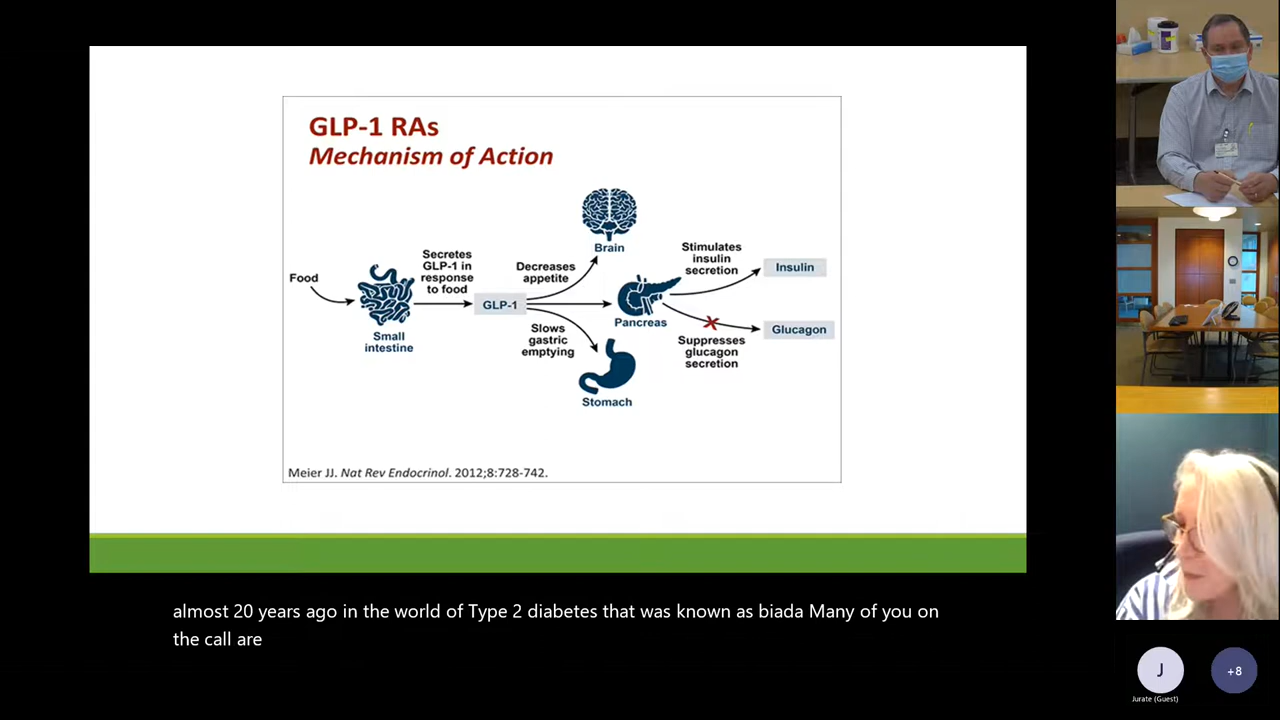 GLP-1 RAs
Mechanism of Action
Food
Small
intestine
Secretes
GLP-1 in
response
to food
GLP-1
Decreases
appetite
Brain
Slows
gastric
emptying
Stomach
Pancreas
Stimulates
insulin
secretion
Insulin
Suppresses
glucagon
secretion
Glucagon
Meier JJ. Nat Rev Endocrinol. 2012;8:728-742.
almost 20 years ago in the world of Type 2 diabetes that was known as biada Many of you on
the call are
J
+8
Jurate (Guest)